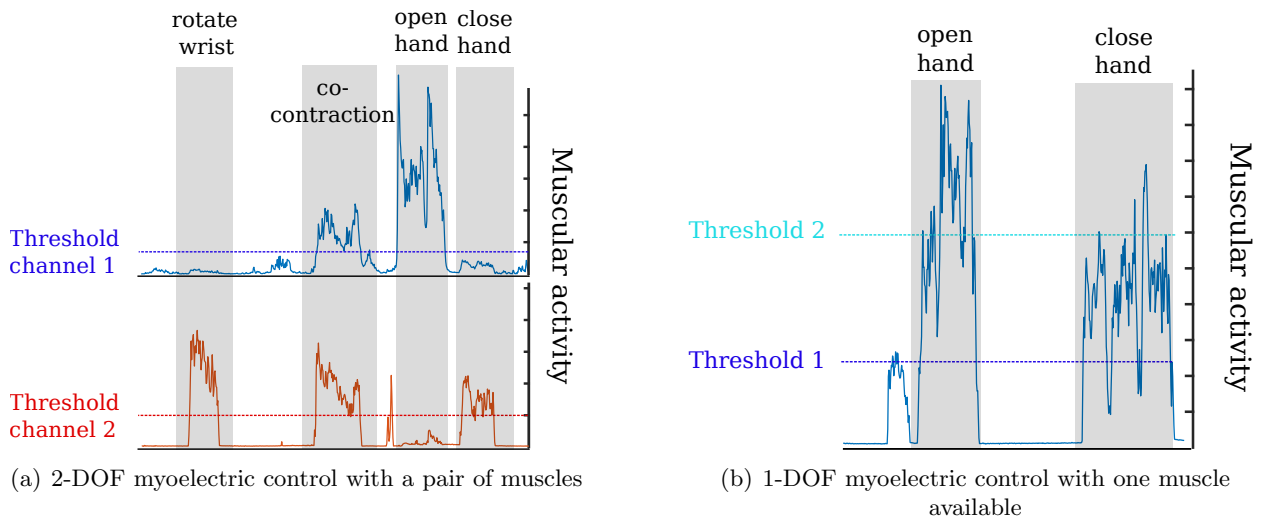 rotate
wrist
co-
contraction
open
hand
close
hand
Threshold
channel 1
Muscular activity
Threshold
channel 2
(a) 2-DOF myoelectric control with a pair of muscles
open
hand
close
hand
Threshold 2
Threshold 1
Muscular activity
(b) 1-DOF myoelectric control with one muscle
available